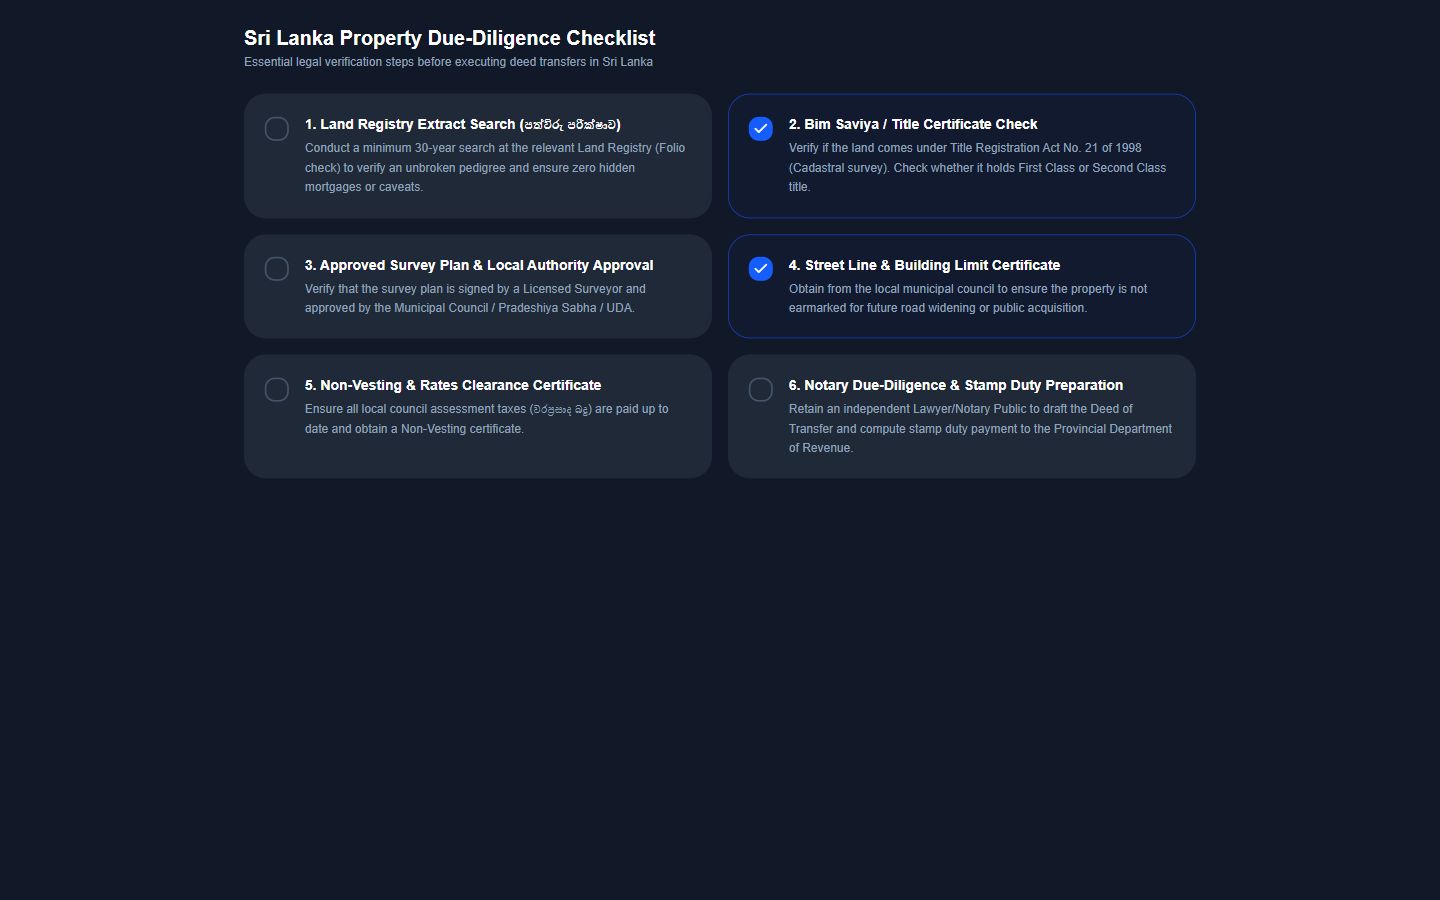 Sri Lanka Property Due-Diligence Checklist
Essential legal verification steps before executing deed transfers in Sri Lanka
1. Land Registry Extract Search (පත්විරු පරීක්ෂාව)
Conduct a minimum 30-year search at the relevant Land Registry (Folio
check) to verify an unbroken pedigree and ensure zero hidden
mortgages or caveats.
2. Bim Saviya / Title Certificate Check
Verify if the land comes under Title Registration Act No. 21 of 1998
(Cadastral survey). Check whether it holds First Class or Second Class
title.
3. Approved Survey Plan & Local Authority Approval
Verify that the survey plan is signed by a Licensed Surveyor and
approved by the Municipal Council / Pradeshiya Sabha / UDA.
4. Street Line & Building Limit Certificate
Obtain from the local municipal council to ensure the property is not
earmarked for future road widening or public acquisition.
5. Non-Vesting & Rates Clearance Certificate
Ensure all local council assessment taxes (වරප්‍රසාද බදු) are paid up to
date and obtain a Non-Vesting certificate.
6. Notary Due-Diligence & Stamp Duty Preparation
Retain an independent Lawyer/Notary Public to draft the Deed of
Transfer and compute stamp duty payment to the Provincial Department
of Revenue.